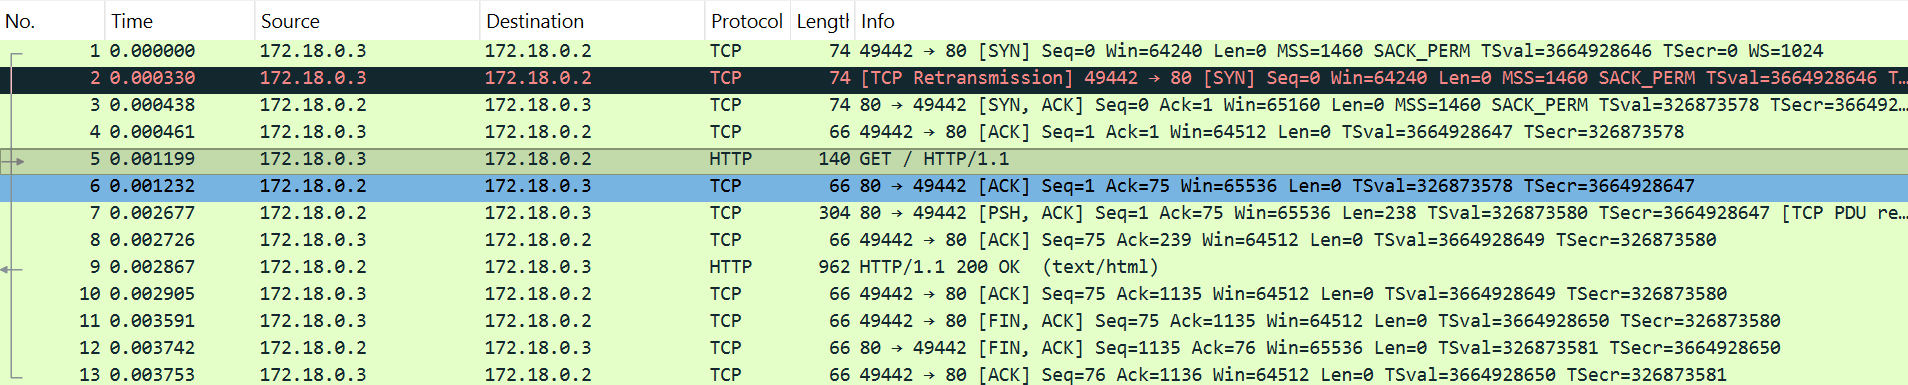 No. Time Source Destination Protocol Length Info
1 0.000000 172.18.0.3 172.18.0.2 TCP 74 49442 → 80 [SYN] Seq=0 Win=64240 Len=0 MSS=1460 SACK_PERM TSval=3664928646 TSecr=0 WS=1024
2 0.000330 172.18.0.3 172.18.0.2 TCP 74 [TCP Retransmission] 49442 → 80 [SYN] Seq=0 Win=64240 Len=0 MSS=1460 SACK_PERM TSval=3664928646 T…
3 0.000438 172.18.0.2 172.18.0.3 TCP 74 80 → 49442 [SYN, ACK] Seq=0 Ack=1 Win=65160 Len=0 MSS=1460 SACK_PERM TSval=326873578 TSecr=366492…
4 0.000461 172.18.0.3 172.18.0.2 TCP 66 49442 → 80 [ACK] Seq=1 Ack=1 Win=64512 Len=0 TSval=3664928647 TSecr=326873578
5 0.001199 172.18.0.3 172.18.0.2 HTTP 140 GET / HTTP/1.1
6 0.001232 172.18.0.2 172.18.0.3 TCP 66 80 → 49442 [ACK] Seq=1 Ack=75 Win=65536 Len=0 TSval=326873578 TSecr=3664928647
7 0.002677 172.18.0.2 172.18.0.3 TCP 304 80 → 49442 [PSH, ACK] Seq=1 Ack=75 Win=65536 Len=238 TSval=326873580 TSecr=3664928647 [TCP PDU re…
8 0.002726 172.18.0.3 172.18.0.2 TCP 66 49442 → 80 [ACK] Seq=75 Ack=239 Win=64512 Len=0 TSval=3664928649 TSecr=326873580
9 0.002867 172.18.0.2 172.18.0.3 HTTP 962 HTTP/1.1 200 OK (text/html)
10 0.002905 172.18.0.3 172.18.0.2 TCP 66 49442 → 80 [ACK] Seq=75 Ack=1135 Win=64512 Len=0 TSval=3664928649 TSecr=326873580
11 0.003591 172.18.0.3 172.18.0.2 TCP 66 49442 → 80 [FIN, ACK] Seq=75 Ack=1135 Win=64512 Len=0 TSval=3664928650 TSecr=326873580
12 0.003742 172.18.0.2 172.18.0.3 TCP 66 80 → 49442 [FIN, ACK] Seq=1135 Ack=76 Win=65536 Len=0 TSval=326873581 TSecr=3664928650
13 0.003753 172.18.0.3 172.18.0.2 TCP 66 49442 → 80 [ACK] Seq=76 Ack=1136 Win=64512 Len=0 TSval=3664928650 TSecr=326873581